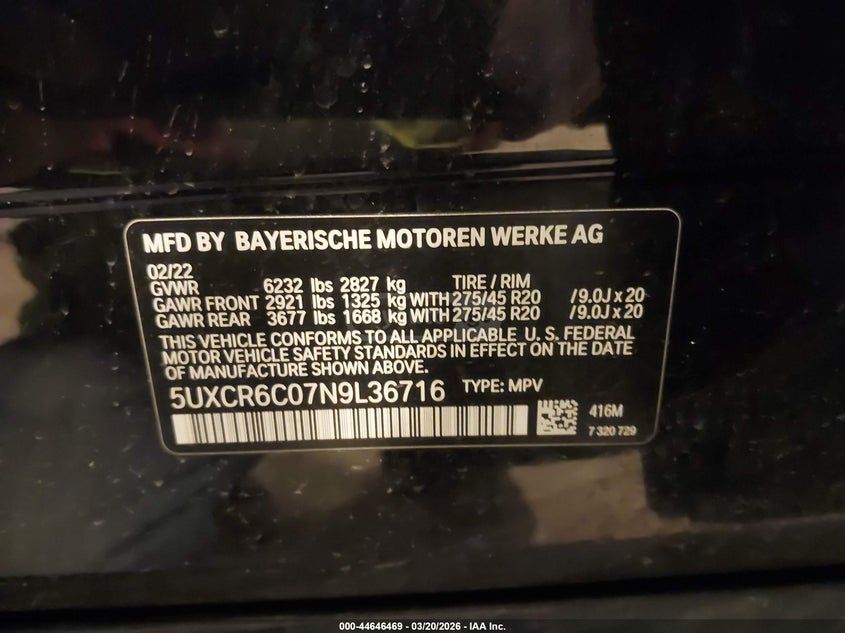 MFD BY BAYERISCHE MOTOREN WERKE AG
02/22
GVWR 6232 lbs 2827 kg TIRE / RIM
GAWR FRONT 2921 lbs 1325 kg WITH 275/45 R20 /9.0J x 20
GAWR REAR 3677 lbs 1668 kg WITH 275/45 R20 /9.0J x 20
THIS VEHICLE CONFORMS TO ALL APPLICABLE U.S. FEDERAL
MOTOR VEHICLE SAFETY STANDARDS IN EFFECT ON THE DATE
OF MANUFACTURE SHOWN ABOVE.
5UXCR6C07N9L36716 TYPE: MPV
416M
7 320 729
000-44646469 - 03/20/2026 - IAA Inc.